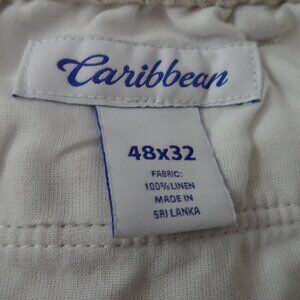 Caribbean
48x32
FABRIC:
100% LINEN
MADE IN
SRI LANKA